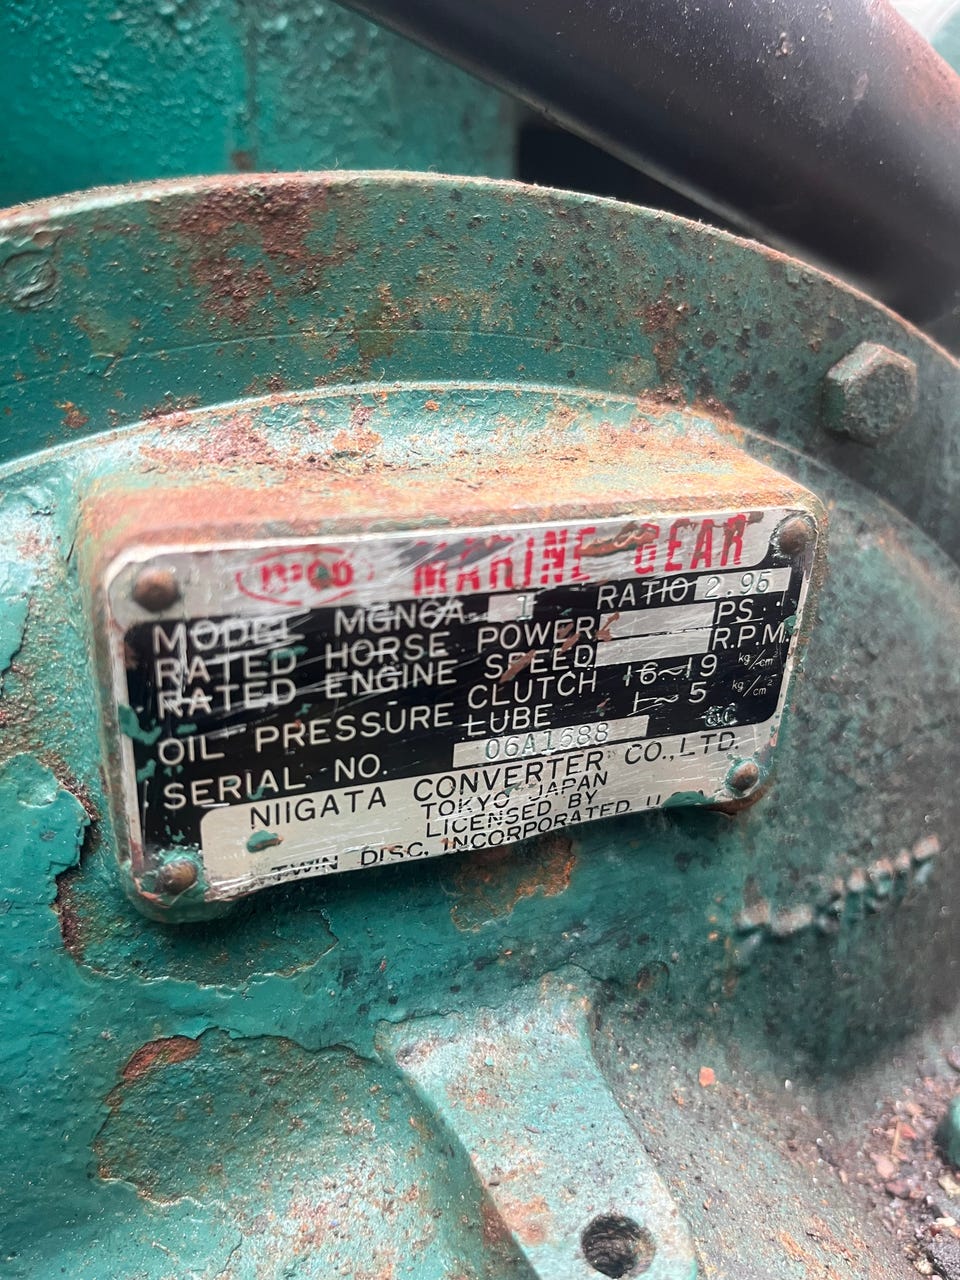 MARINE GEAR
MODEL MGN6A- 1 RATIO 2.95
RATED HORSE POWER PS
RATED ENGINE SPEED R.P.M.
OIL PRESSURE CLUTCH 16~19 kg/cm²
LUBE 1~5 kg/cm²
SERIAL NO. 06A1688
NIIGATA CONVERTER CO., LTD.
TOKYO JAPAN
LICENSED BY
TWIN DISC, INCORPORATED.